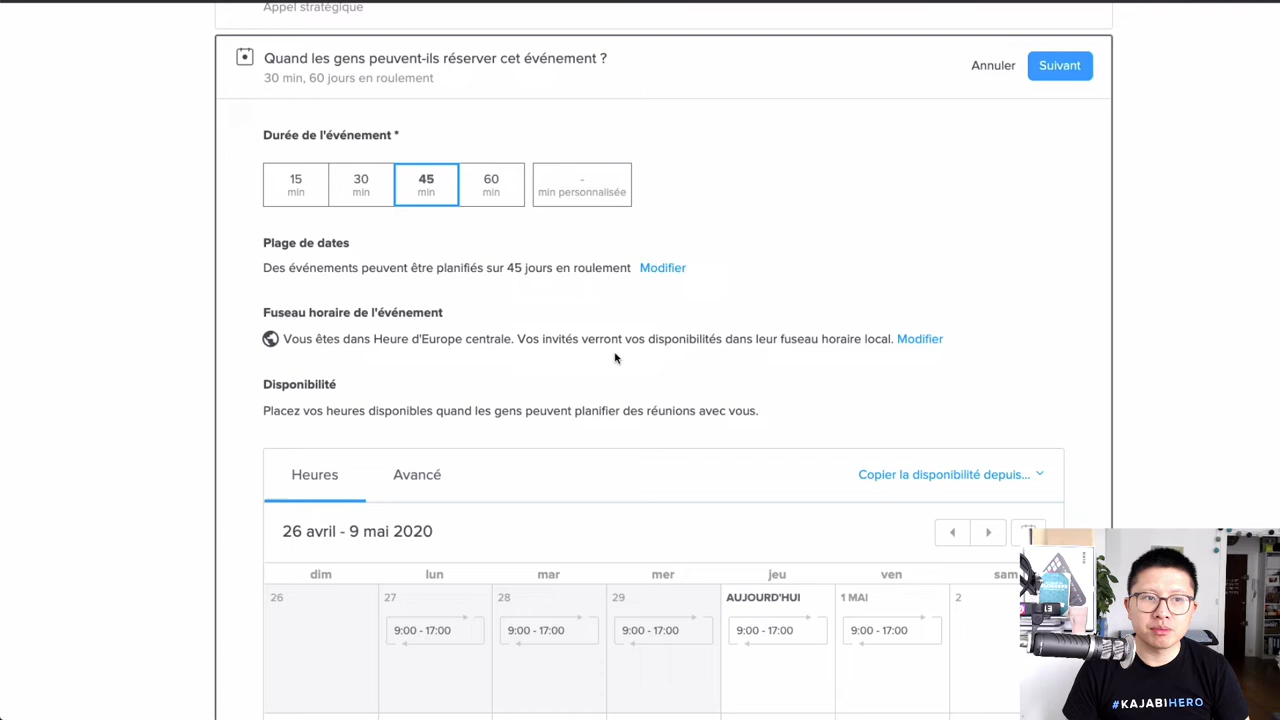 Appel stratégique
Quand les gens peuvent-ils réserver cet événement ?
30 min, 60 jours en roulement
Annuler
Suivant
Durée de l'événement *
15 30 45 60 -
min min min min min personnalisée
Plage de dates
Des événements peuvent être planifiés sur 45 jours en roulement Modifier
Fuseau horaire de l'événement
Vous êtes dans Heure d'Europe centrale. Vos invités verront vos disponibilités dans leur fuseau horaire local. Modifier
Disponibilité
Placez vos heures disponibles quand les gens peuvent planifier des réunions avec vous.
Heures Avancé Copier la disponibilité depuis...
26 avril - 9 mai 2020
dim lun mar mer jeu ven sam
26 27 28 29 AUJOURD'HUI 1 MAI 2
9:00 - 17:00 9:00 - 17:00 9:00 - 17:00 9:00 - 17:00 9:00 - 17:00
#KAJABIHERO